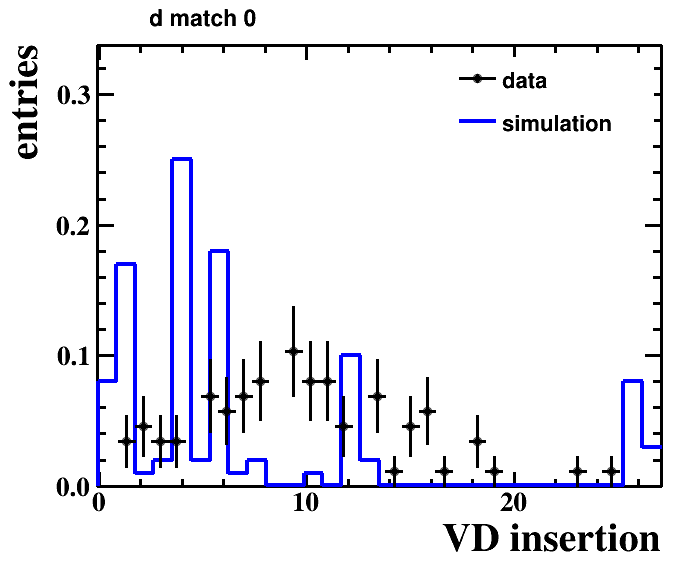 d match 0
entries
data
simulation
0.3
0.2
0.1
0.0
0 10 20
VD insertion